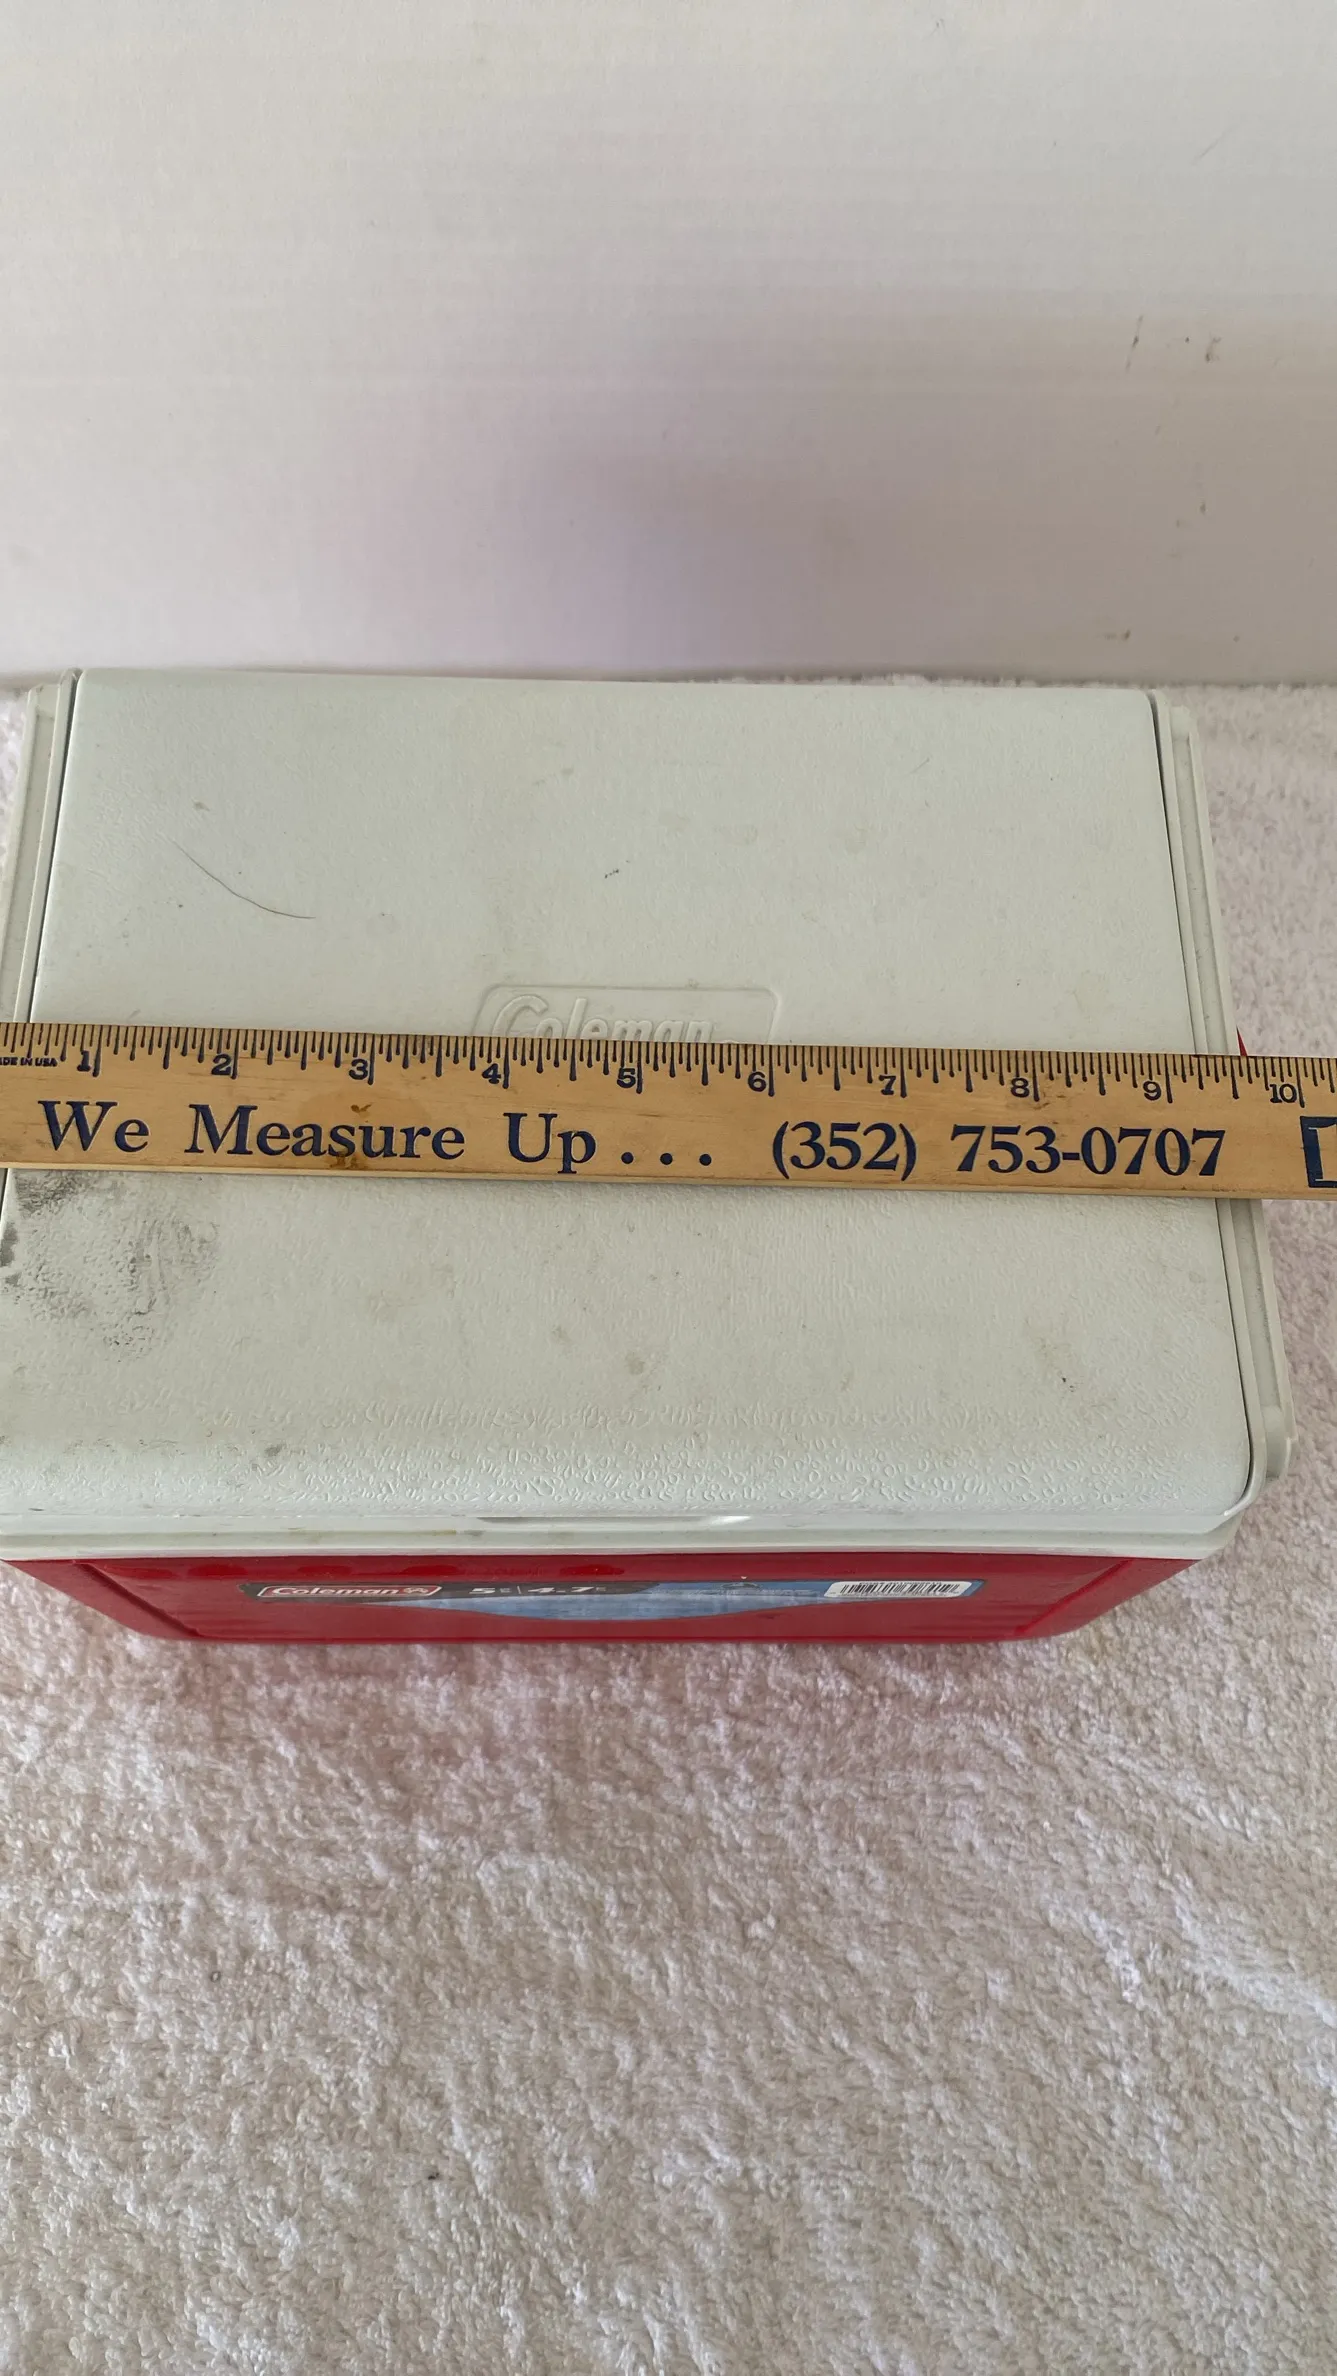 Coleman
MADE IN USA 1 2 3 4 5 6 7 8 9 10
We Measure Up... (352) 753-0707
Coleman 5 4.7